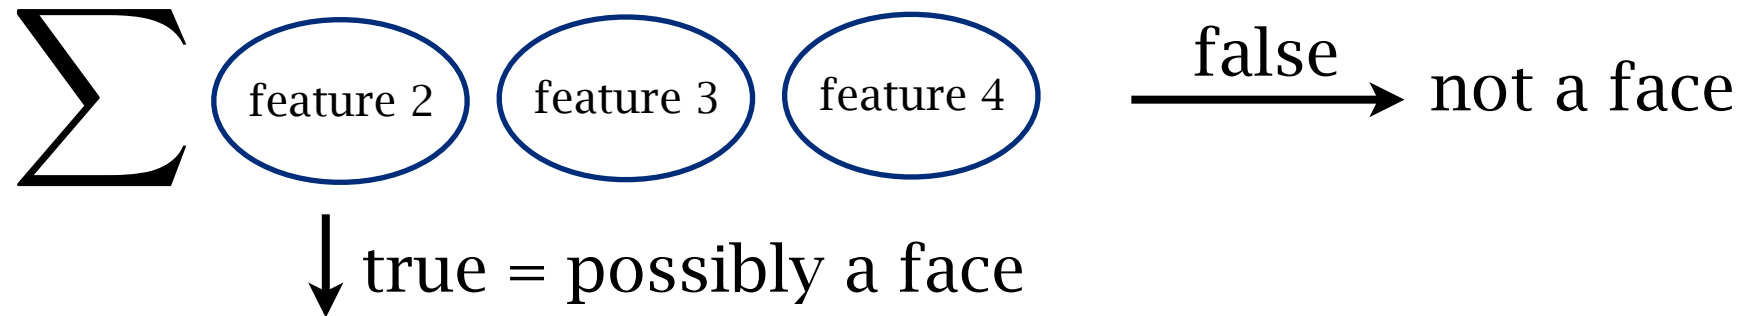 ∑ feature 2 feature 3 feature 4 false not a face
true = possibly a face